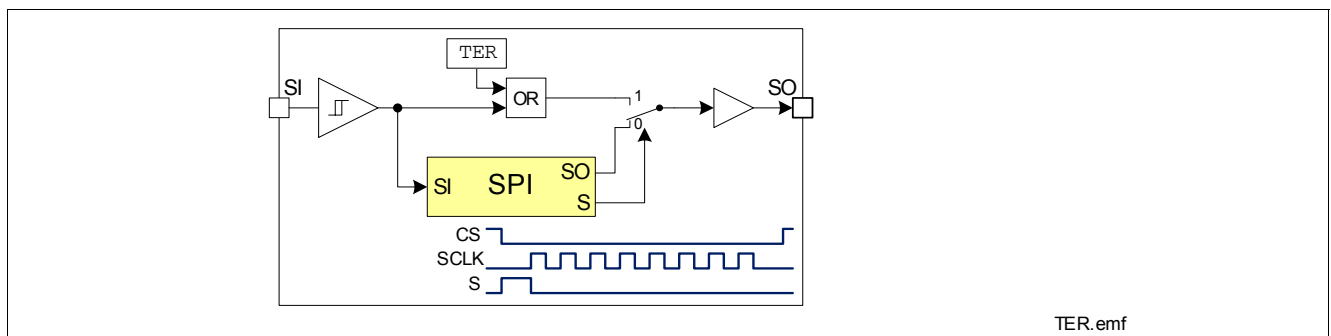 TER
SI
SO
OR
1
0
SI SPI SO
S
CS
SCLK
S
TER.emf